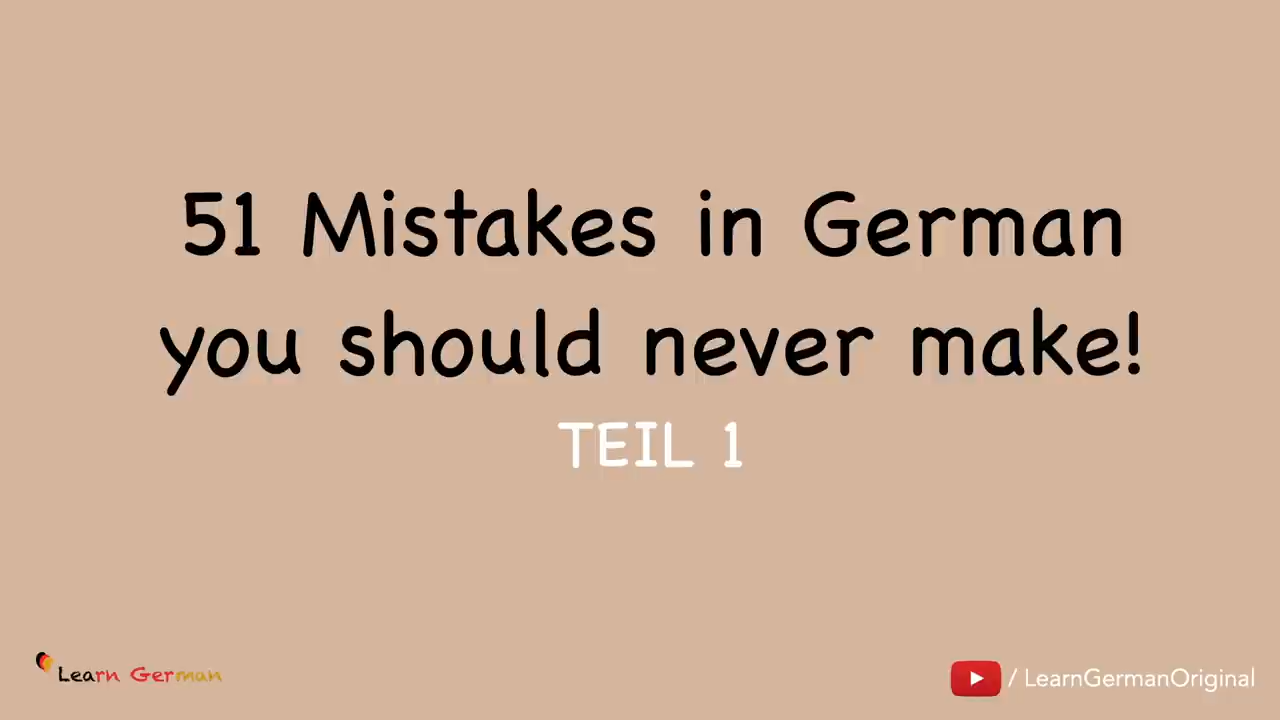 51 Mistakes in German
you should never make!
TEIL 1
Learn German
/ LearnGermanOriginal